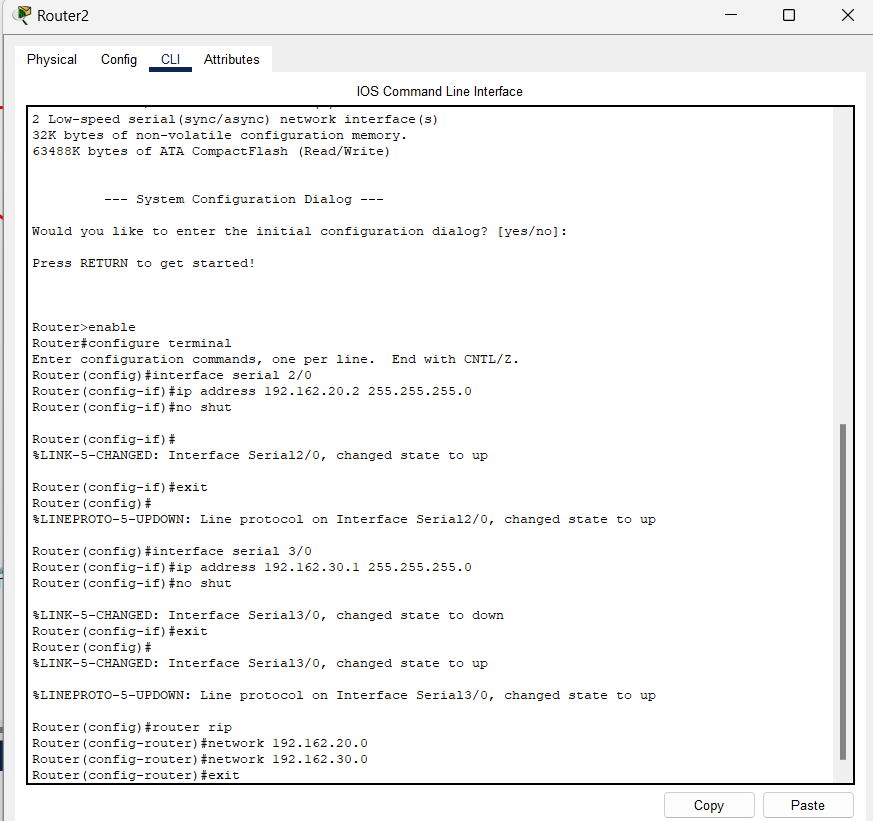 Router2
Physical Config CLI Attributes
IOS Command Line Interface
2 Low-speed serial(sync/async) network interface(s)
32K bytes of non-volatile configuration memory.
63488K bytes of ATA CompactFlash (Read/Write)
--- System Configuration Dialog ---
Would you like to enter the initial configuration dialog? [yes/no]:
Press RETURN to get started!
Router>enable
Router#configure terminal
Enter configuration commands, one per line.  End with CNTL/Z.
Router(config)#interface serial 2/0
Router(config-if)#ip address 192.162.20.2 255.255.255.0
Router(config-if)#no shut
Router(config-if)#
%LINK-5-CHANGED: Interface Serial2/0, changed state to up
Router(config-if)#exit
Router(config)#
%LINEPROTO-5-UPDOWN: Line protocol on Interface Serial2/0, changed state to up
Router(config)#interface serial 3/0
Router(config-if)#ip address 192.162.30.1 255.255.255.0
Router(config-if)#no shut
%LINK-5-CHANGED: Interface Serial3/0, changed state to down
Router(config-if)#exit
Router(config)#
%LINK-5-CHANGED: Interface Serial3/0, changed state to up
%LINEPROTO-5-UPDOWN: Line protocol on Interface Serial3/0, changed state to up
Router(config)#router rip
Router(config-router)#network 192.162.20.0
Router(config-router)#network 192.162.30.0
Router(config-router)#exit
Copy Paste